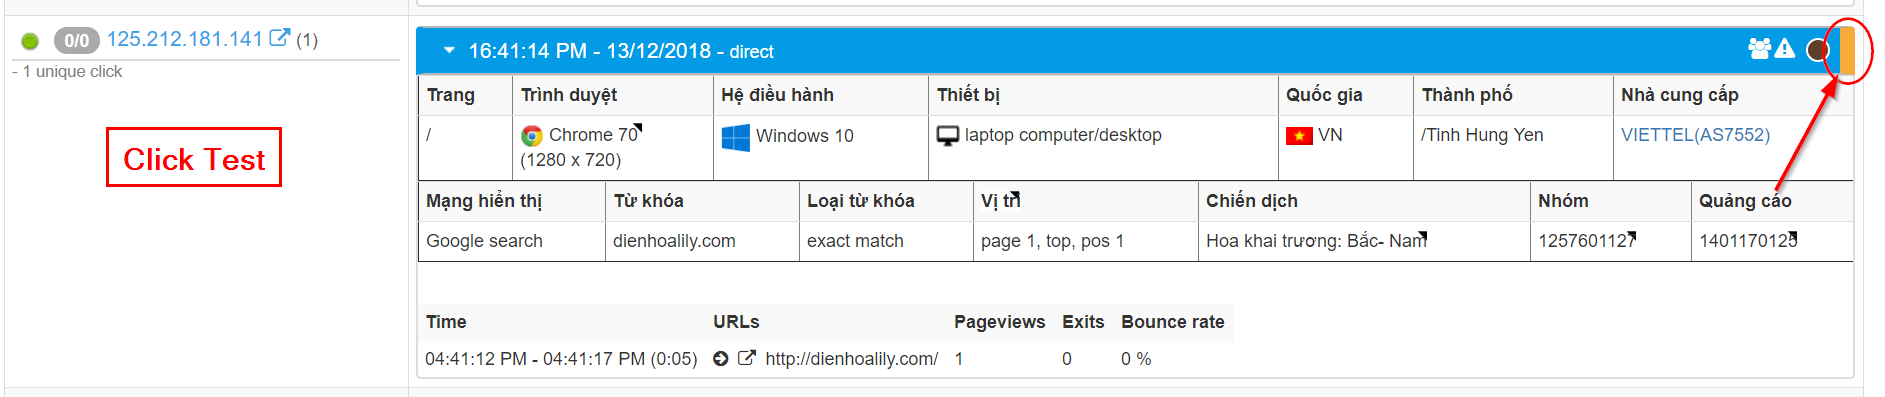 0/0 125.212.181.141 (1)
- 1 unique click
Click Test
16:41:14 PM - 13/12/2018 - direct
Trang Trình duyệt Hệ điều hành Thiết bị Quốc gia Thành phố Nhà cung cấp
/ Chrome 70 Windows 10 laptop computer/desktop VN /Tinh Hung Yen VIETTEL(AS7552)
(1280 x 720)
Mạng hiển thị Từ khóa Loại từ khóa Vị trí Chiến dịch Nhóm Quảng cáo
Google search dienhoalily.com exact match page 1, top, pos 1 Hoa khai trương: Bắc- Nam 1257601127 1401170125
Time URLs Pageviews Exits Bounce rate
04:41:12 PM - 04:41:17 PM (0:05) http://dienhoalily.com/ 1 0 0 %